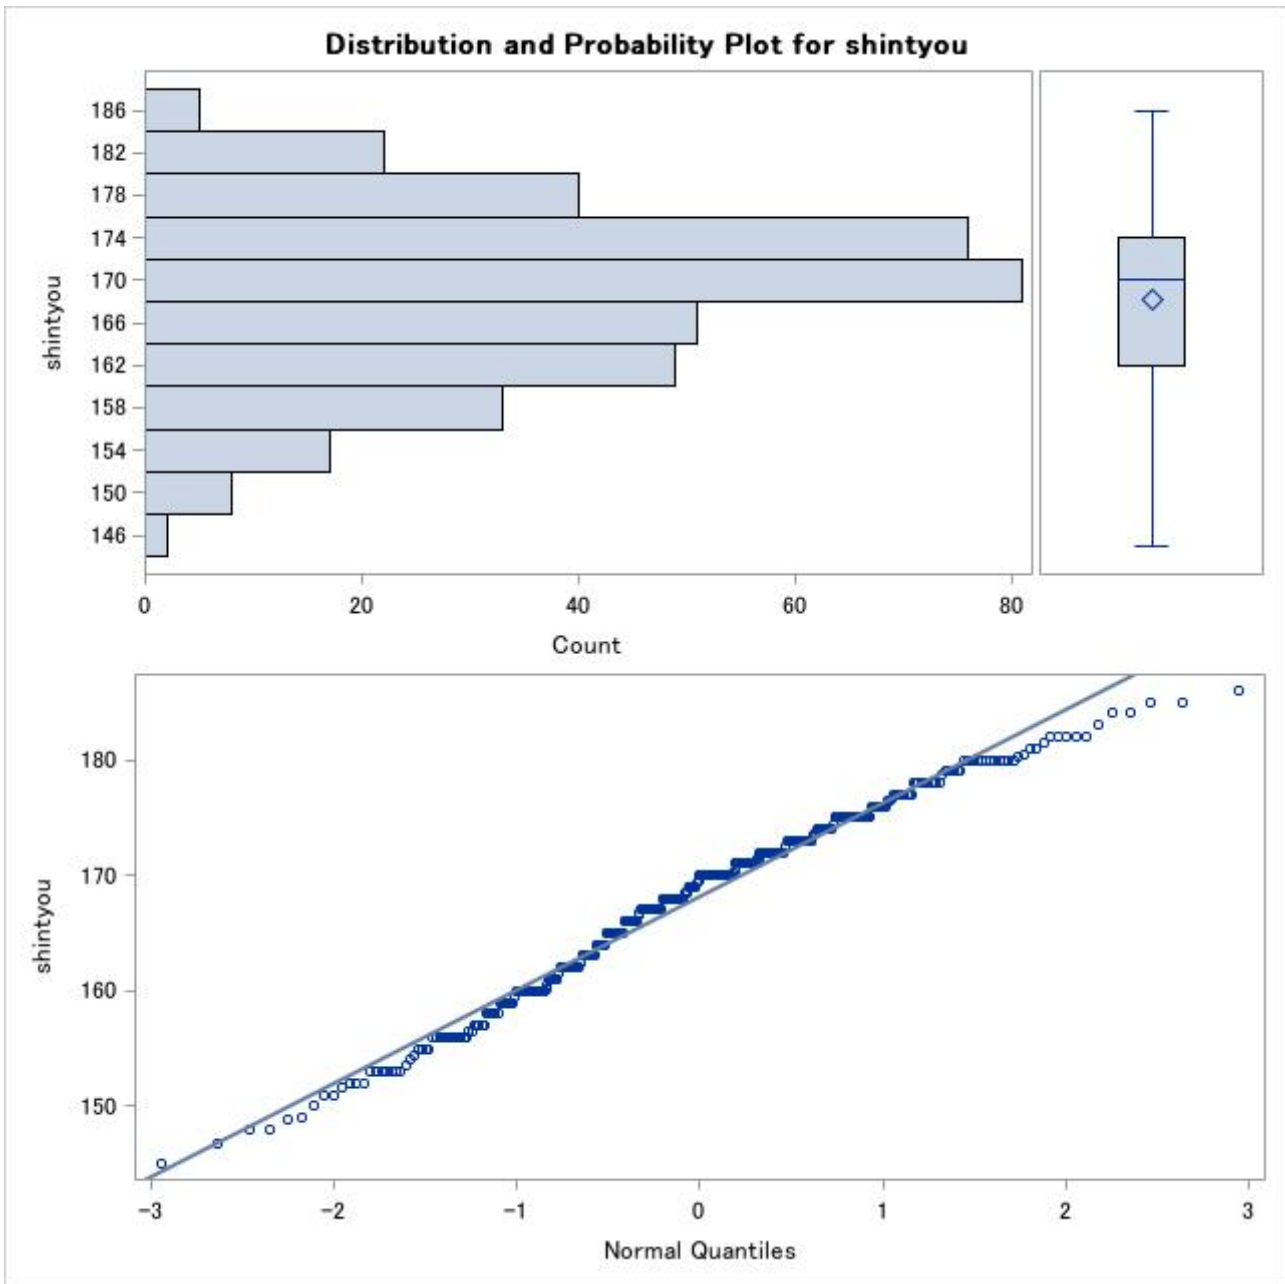 Distribution and Probability Plot for shintyou
186
182
178
174
170
166
162
158
154
150
146
shintyou
0 20 40 60 80
Count
180
170
160
150
shintyou
-3 -2 -1 0 1 2 3
Normal Quantiles